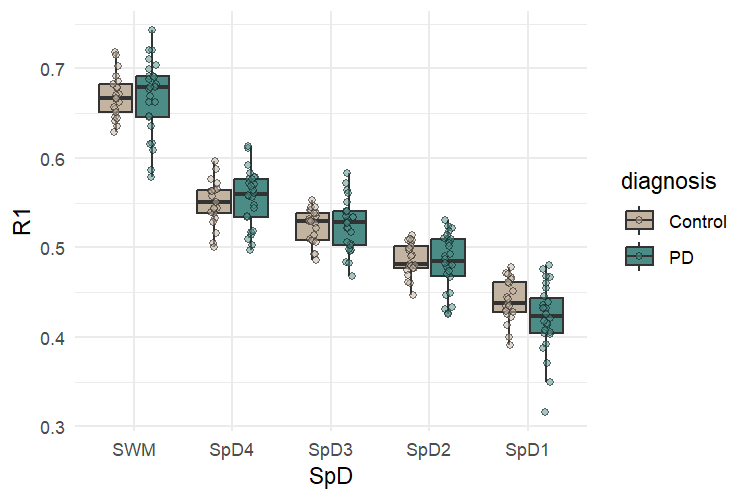 R1
0.7
0.6
0.5
0.4
0.3
SWM SpD4 SpD3 SpD2 SpD1
SpD
diagnosis
Control
PD